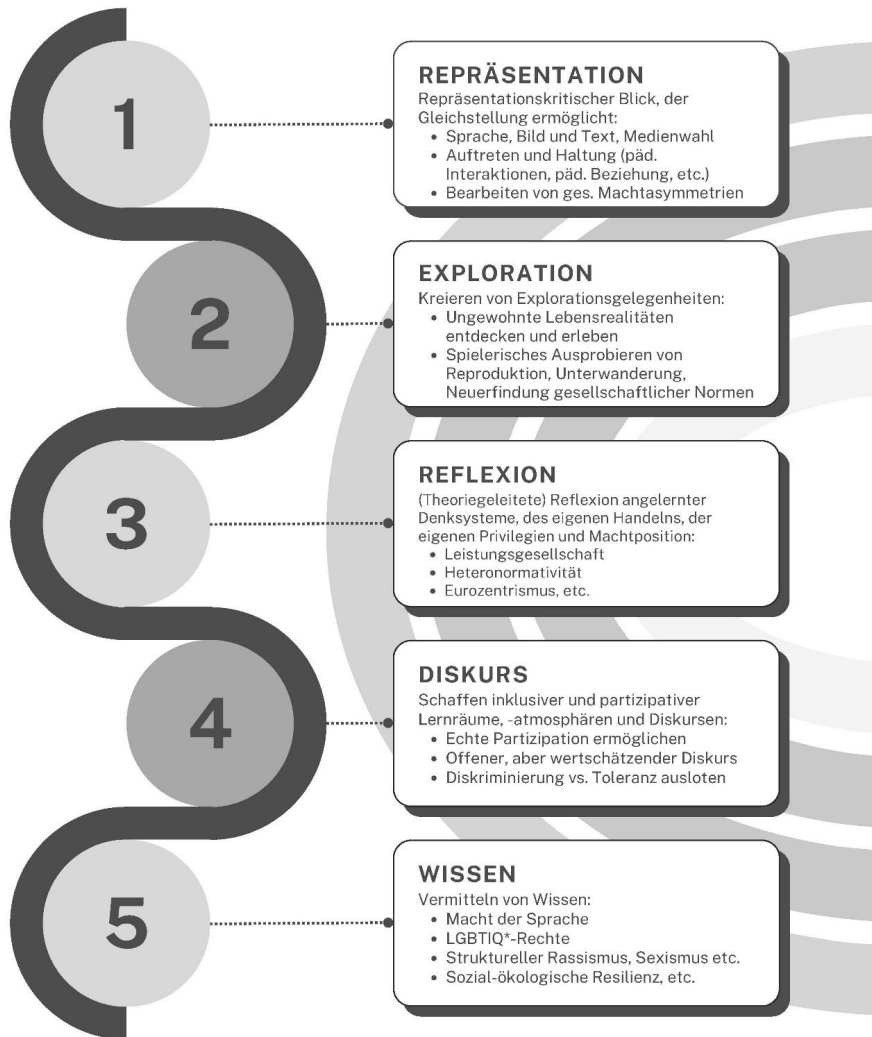 1
REPRÄSENTATION
Repräsentationskritischer Blick, der
Gleichstellung ermöglicht:
• Sprache, Bild und Text, Medienwahl
• Auftreten und Haltung (päd.
Interaktionen, päd. Beziehung, etc.)
• Bearbeiten von ges. Machtasymmetrien
2
EXPLORATION
Kreieren von Explorationsgelegenheiten:
• Ungewohnte Lebensrealitäten
entdecken und erleben
• Spielerisches Ausprobieren von
Reproduktion, Unterwanderung,
Neuerfindung gesellschaftlicher Normen
3
REFLEXION
(Theoriegeleitete) Reflexion angelernter
Denksysteme, des eigenen Handelns, der
eigenen Privilegien und Machtposition:
• Leistungsgesellschaft
• Heteronormativität
• Eurozentrismus, etc.
4
DISKURS
Schaffen inklusiver und partizipativer
Lernräume, -atmosphären und Diskursen:
• Echte Partizipation ermöglichen
• Offener, aber wertschätzender Diskurs
• Diskriminierung vs. Toleranz ausloten
5
WISSEN
Vermitteln von Wissen:
• Macht der Sprache
• LGBTIQ*-Rechte
• Struktureller Rassismus, Sexismus etc.
• Sozial-ökologische Resilienz, etc.